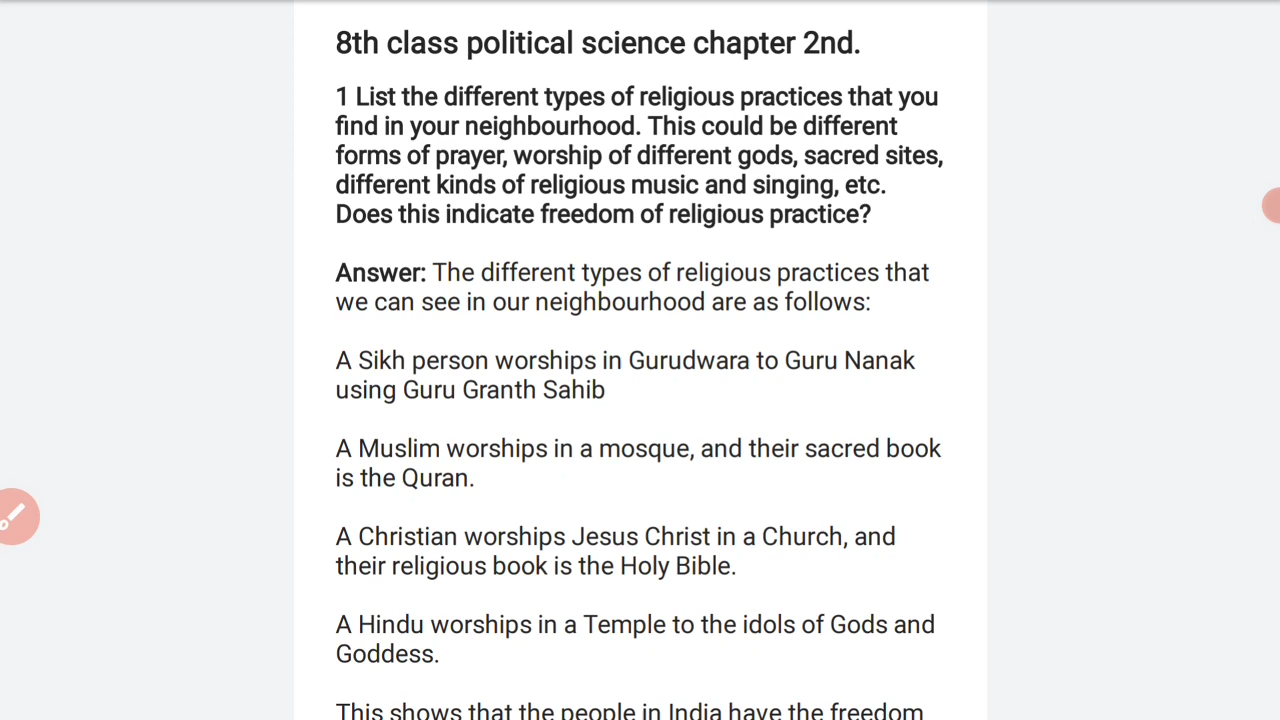 8th class political science chapter 2nd.
1 List the different types of religious practices that you
find in your neighbourhood. This could be different
forms of prayer, worship of different gods, sacred sites,
different kinds of religious music and singing, etc.
Does this indicate freedom of religious practice?
Answer: The different types of religious practices that
we can see in our neighbourhood are as follows:
A Sikh person worships in Gurudwara to Guru Nanak
using Guru Granth Sahib
A Muslim worships in a mosque, and their sacred book
is the Quran.
A Christian worships Jesus Christ in a Church, and
their religious book is the Holy Bible.
A Hindu worships in a Temple to the idols of Gods and
Goddess.
This shows that the people in India have the freedom